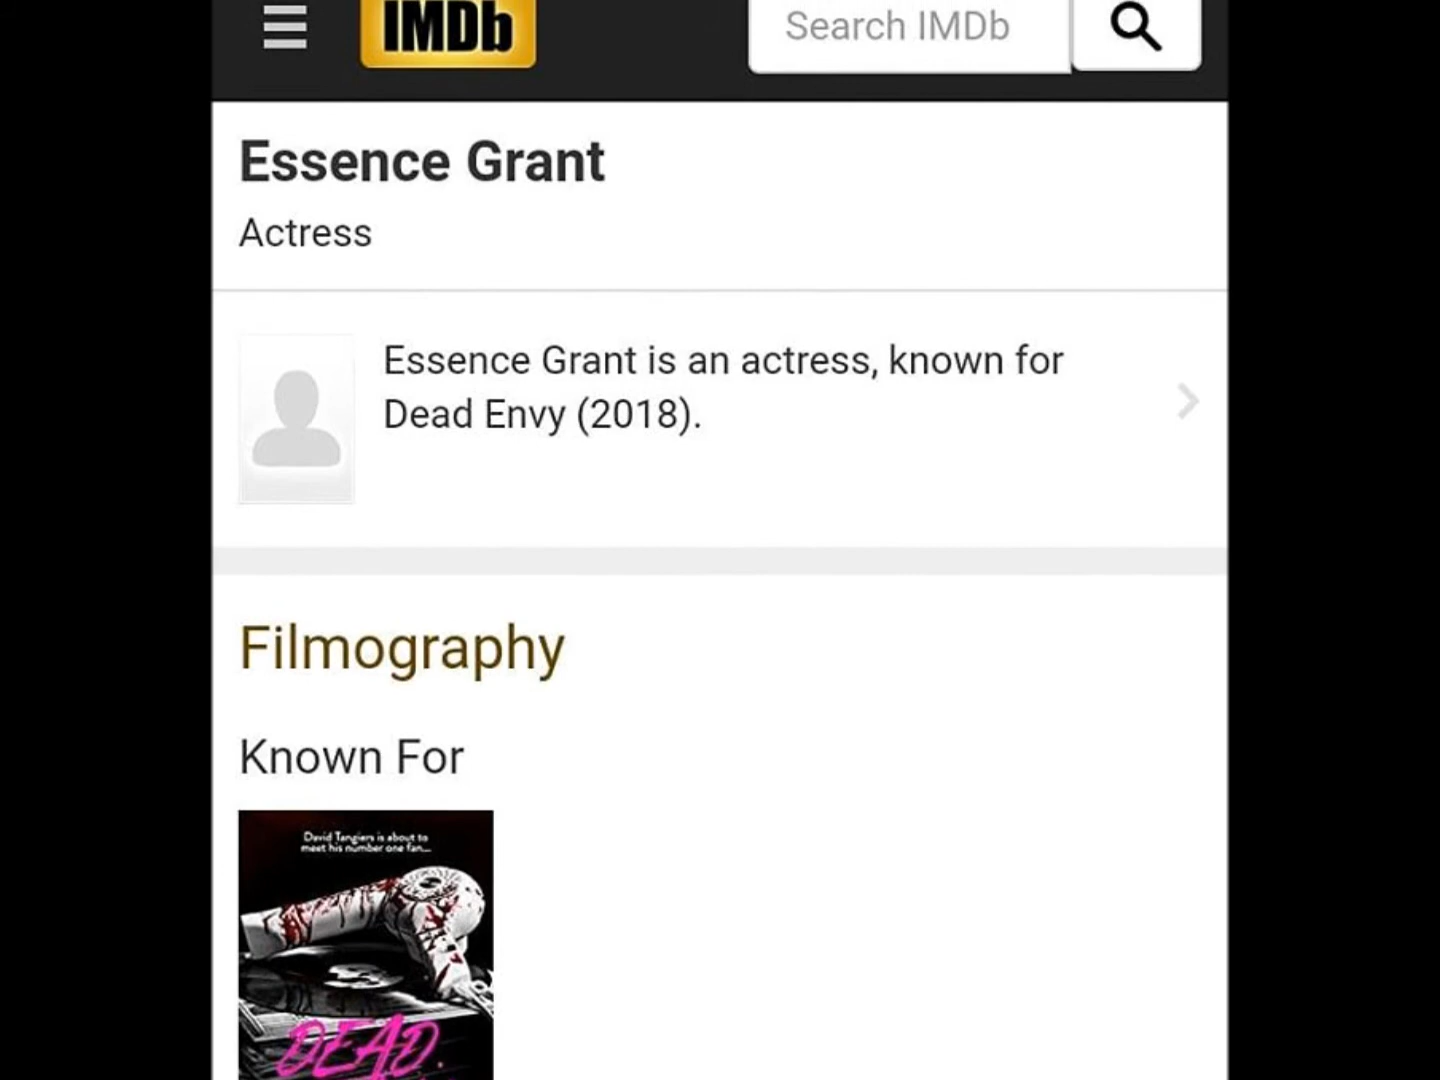 IMDb
Search IMDb
Essence Grant
Actress
Essence Grant is an actress, known for
Dead Envy (2018).
Filmography
Known For
David Tangiers is about to
meet his number one fan...
DEAD